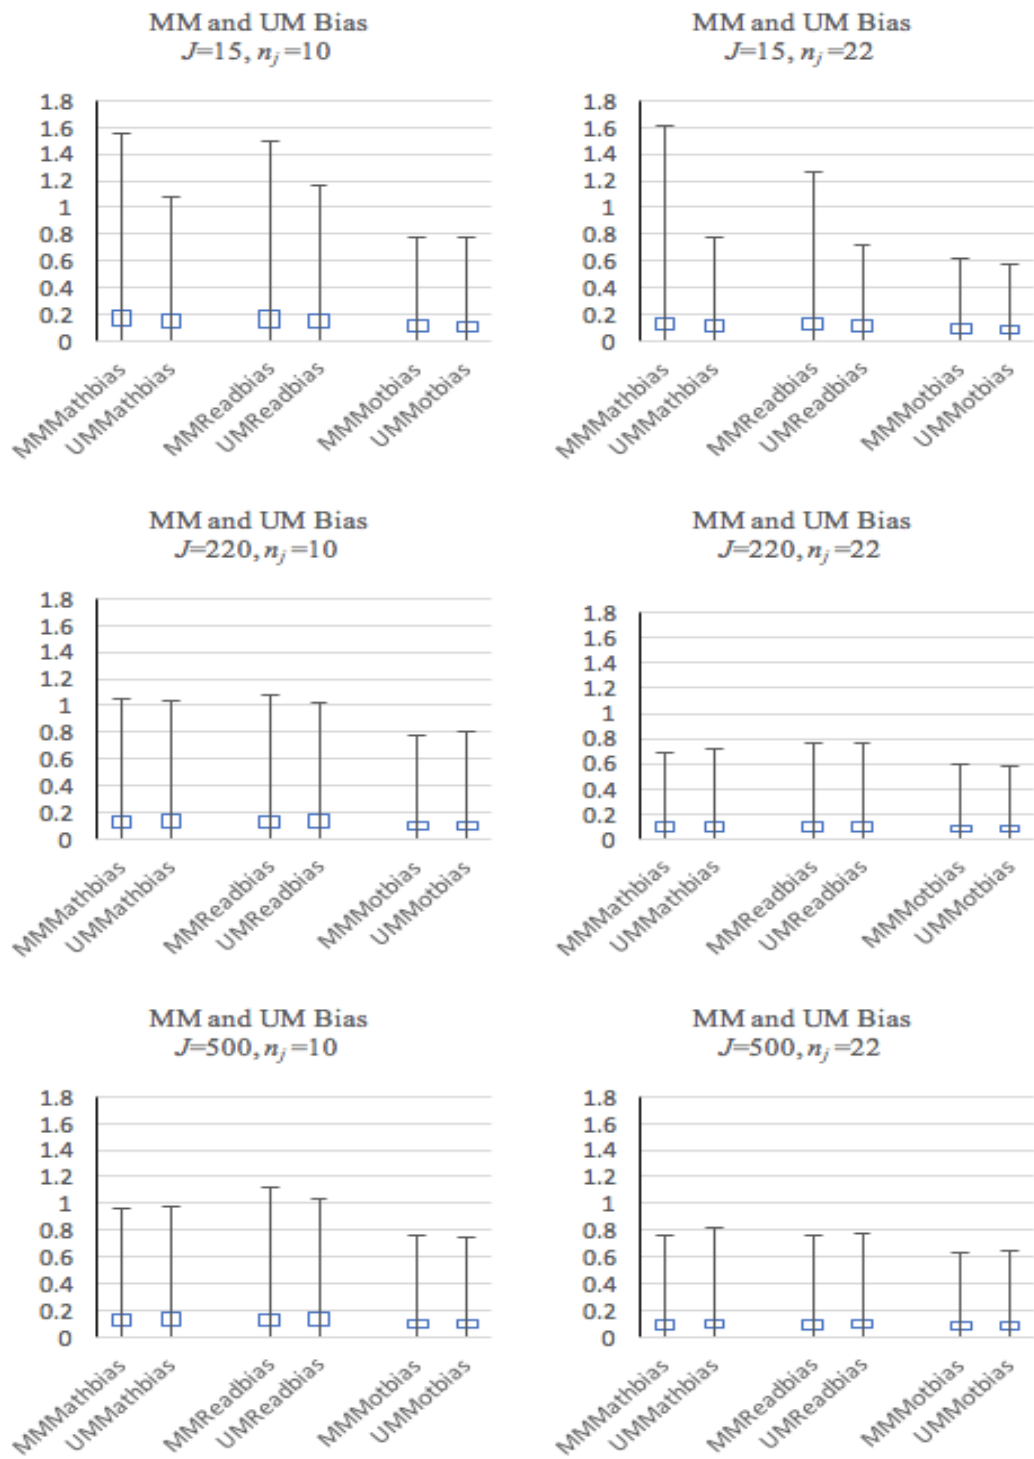 MM and UM Bias
J=15, nj=10
1.8
1.6
1.4
1.2
1
0.8
0.6
0.4
0.2
0
MMMathbias
UMMathbias
MMReadbias
UMReadbias
MMMotbias
UMMotbias
MM and UM Bias
J=15, nj=22
1.8
1.6
1.4
1.2
1
0.8
0.6
0.4
0.2
0
MMMathbias
UMMathbias
MMReadbias
UMReadbias
MMMotbias
UMMotbias
MM and UM Bias
J=220, nj=10
1.8
1.6
1.4
1.2
1
0.8
0.6
0.4
0.2
0
MMMathbias
UMMathbias
MMReadbias
UMReadbias
MMMotbias
UMMotbias
MM and UM Bias
J=220, nj=22
1.8
1.6
1.4
1.2
1
0.8
0.6
0.4
0.2
0
MMMathbias
UMMathbias
MMReadbias
UMReadbias
MMMotbias
UMMotbias
MM and UM Bias
J=500, nj=10
1.8
1.6
1.4
1.2
1
0.8
0.6
0.4
0.2
0
MMMathbias
UMMathbias
MMReadbias
UMReadbias
MMMotbias
UMMotbias
MM and UM Bias
J=500, nj=22
1.8
1.6
1.4
1.2
1
0.8
0.6
0.4
0.2
0
MMMathbias
UMMathbias
MMReadbias
UMReadbias
MMMotbias
UMMotbias